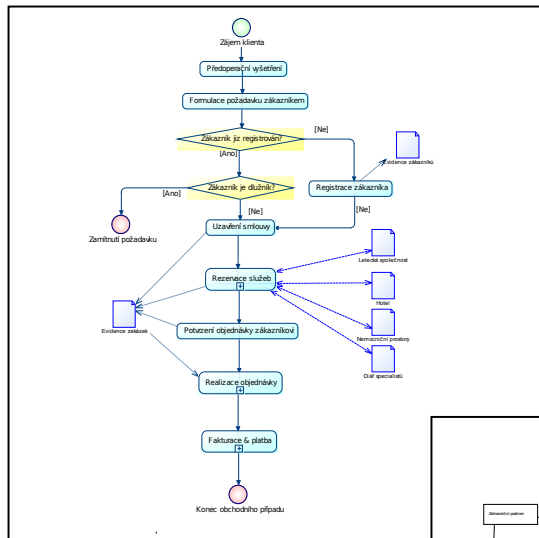 Zájem klienta
Předoperační vyšetření
Formulace požadavku zákazníkem
Zákazník jiz registrován?
[Ne]
[Ano]
Evidence zákazníků
Zákazník je dlužník?
[Ano]
Registrace zákazníka
[Ne]
[Ne]
Zamítnutí požadavku
Uzavření smlouvy
Letecká společnost
Rezervace služeb
Hotel
Evidence zakázek
Potvrzení objednávky zákazníkovi
Nemocniční prostory
Diář specialistů
Realizace objednávky
Fakturace & platba
Konec obchodního případu
Zdravotní partner